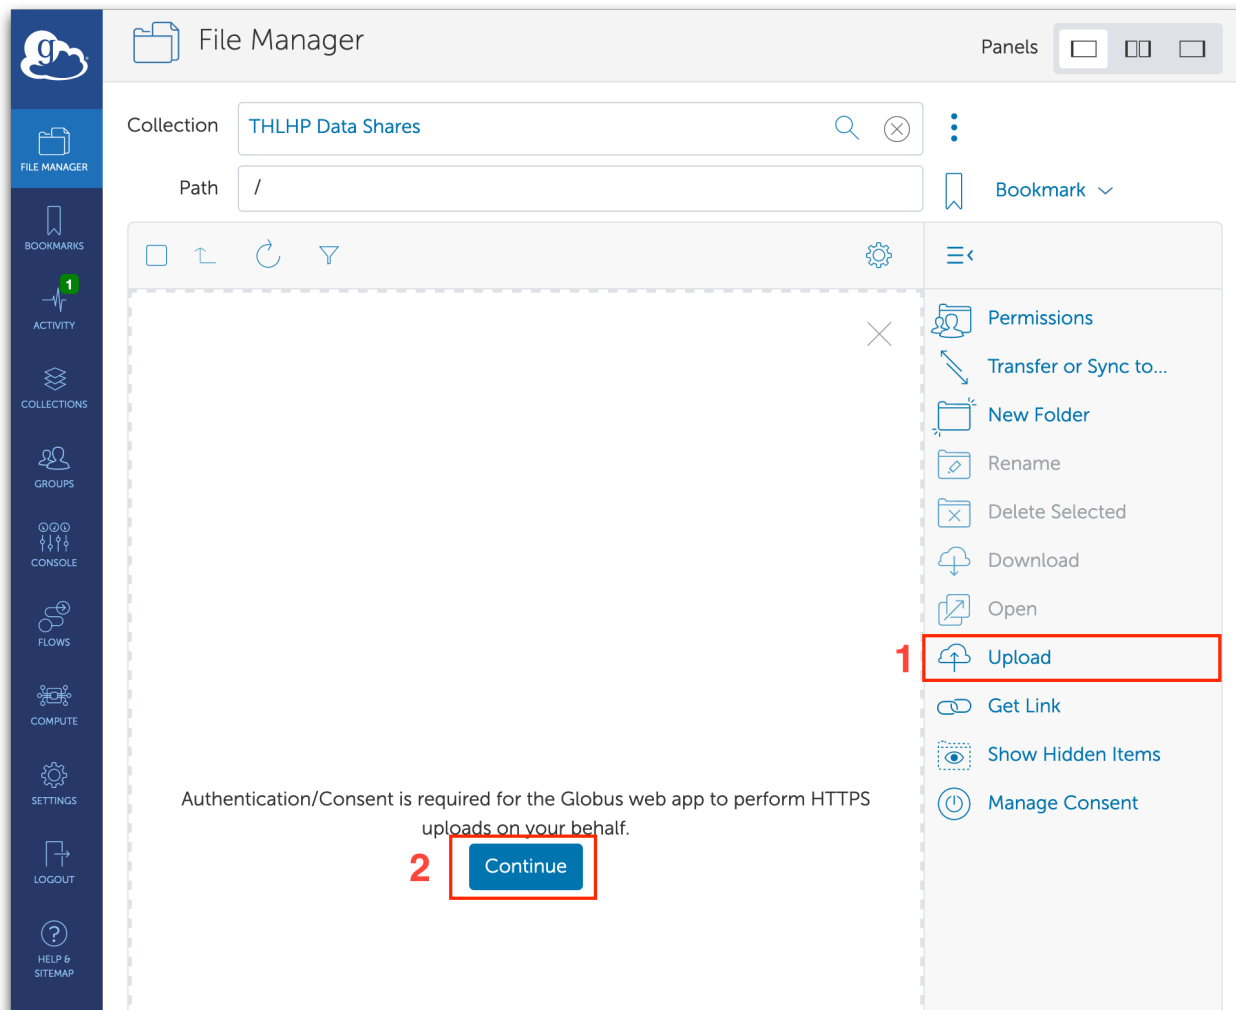 g
File Manager
Panels
FILE MANAGER
Collection
THLHP Data Shares
Path
/
Bookmark
BOOKMARKS
1
ACTIVITY
COLLECTIONS
GROUPS
CONSOLE
FLOWS
COMPUTE
SETTINGS
LOGOUT
?
HELP &
SITEMAP
Permissions
Transfer or Sync to...
New Folder
Rename
Delete Selected
Download
Open
1
Upload
Get Link
Show Hidden Items
Manage Consent
Authentication/Consent is required for the Globus web app to perform HTTPS
uploads on your behalf.
2
Continue